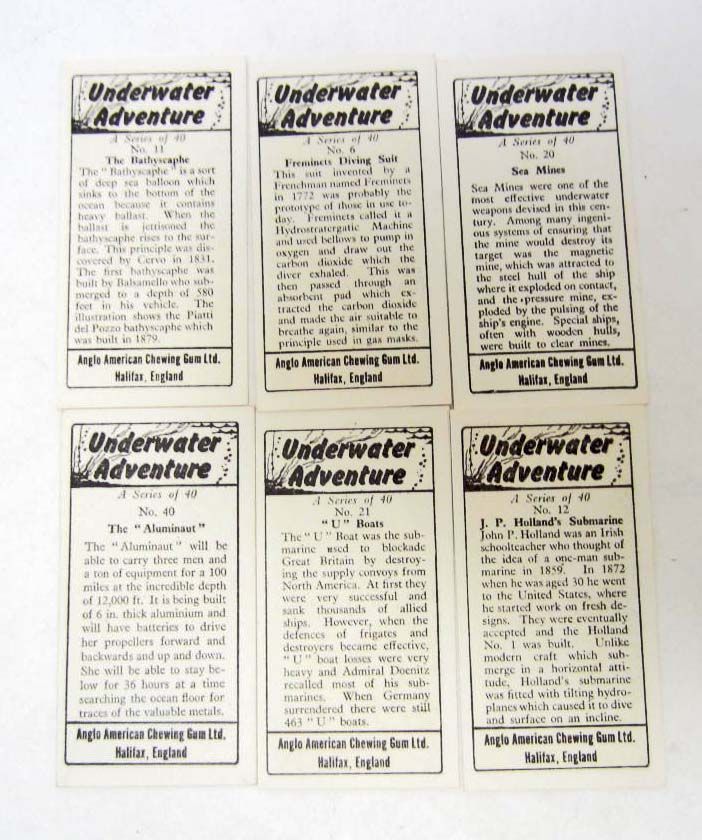 Underwater
Adventure
A Series of 40
No. 11
The Bathyscaphe
The "Bathyscaphe" is a sort
of deep sea balloon which
sinks to the bottom of the
ocean because it contains
heavy ballast. When the
ballast is jettisoned the
bathyscaphe rises to the sur-
face. This principle was dis-
covered by Cervo in 1831.
The first bathyscaphe was
built by Balsamello who sub-
merged to a depth of 580
feet in his vehicle. The
illustration shows the Piatti
del Pozzo bathyscaphe which
was built in 1879.
Anglo American Chewing Gum Ltd.
Halifax, England
Underwater
Adventure
A Series of 40
No. 6
Freminets Diving Suit
This suit invented by a
Frenchman named Freminets
in 1772 was probably the
prototype of those in use to-
day. Freminets called it a
Hydrostratergatic Machine
and used bellows to pump in
oxygen and draw out the
carbon dioxide which the
diver exhaled. This was
then passed through an
absorbent pad which ex-
tracted the carbon dioxide
and made the air suitable to
breathe again, similar to the
principle used in gas masks.
Anglo American Chewing Gum Ltd.
Halifax, England
Underwater
Adventure
A Series of 40
No. 20
Sea Mines
Sea Mines were one of the
most effective underwater
weapons devised in this cen-
tury. Among many ingeni-
ous systems of ensuring that
the mine would destroy its
target was the magnetic
mine, which was attracted to
the steel hull of the ship
where it exploded on contact,
and the pressure mine, ex-
ploded by the pulsing of the
ship's engine. Special ships,
often with wooden hulls,
were built to clear mines.
Anglo American Chewing Gum Ltd.
Halifax, England
Underwater
Adventure
A Series of 40
No. 40
The "Aluminaut"
The "Aluminaut" will be
able to carry three men and
a ton of equipment for a 100
miles at the incredible depth
of 12,000 ft. It is being built
of 6 in. thick aluminium and
will have batteries to drive
her propellers forward and
backwards and up and down.
She will be able to stay be-
low for 36 hours at a time
searching the ocean floor for
traces of the valuable metals.
Anglo American Chewing Gum Ltd.
Halifax, England
Underwater
Adventure
A Series of 40
No. 21
"U" Boats
The "U" Boat was the sub-
marine used to blockade
Great Britain by destroy-
ing the supply convoys from
North America. At first they
were very successful and
sank thousands of allied
ships. However, when the
defences of frigates and
destroyers became effective,
"U" boat losses were very
heavy and Admiral Doenitz
recalled most of his sub-
marines. When Germany
surrendered there were still
463 "U" boats.
Anglo American Chewing Gum Ltd.
Halifax, England
Underwater
Adventure
A Series of 40
No. 12
J. P. Holland's Submarine
John P. Holland was an Irish
schoolteacher who thought of
the idea of a one-man sub-
marine in 1859. In 1872
when he was aged 30 he went
to the United States, where
he started work on fresh de-
signs. They were eventually
accepted and the Holland
No. 1 was built. Unlike
modern craft which sub-
merge in a horizontal atti-
tude, Holland's submarine
was fitted with tilting hydro-
planes which caused it to dive
and surface on an incline.
Anglo American Chewing Gum Ltd.
Halifax, England